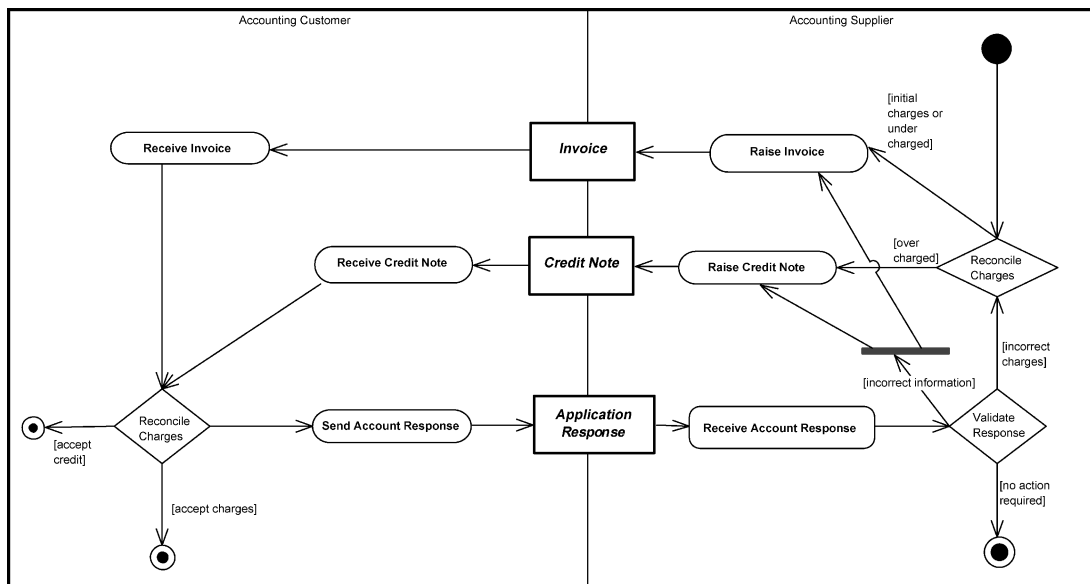 Accounting Customer
Accounting Supplier
[initial
charges or
under
charged]
Receive Invoice
Invoice
Raise Invoice
[over
charged]
Receive Credit Note
Credit Note
Raise Credit Note
Reconcile
Charges
[incorrect
charges]
[incorrect information]
Reconcile
Charges
Send Account Response
Application
Response
Receive Account Response
Validate
Response
[accept
credit]
[no action
required]
[accept charges]